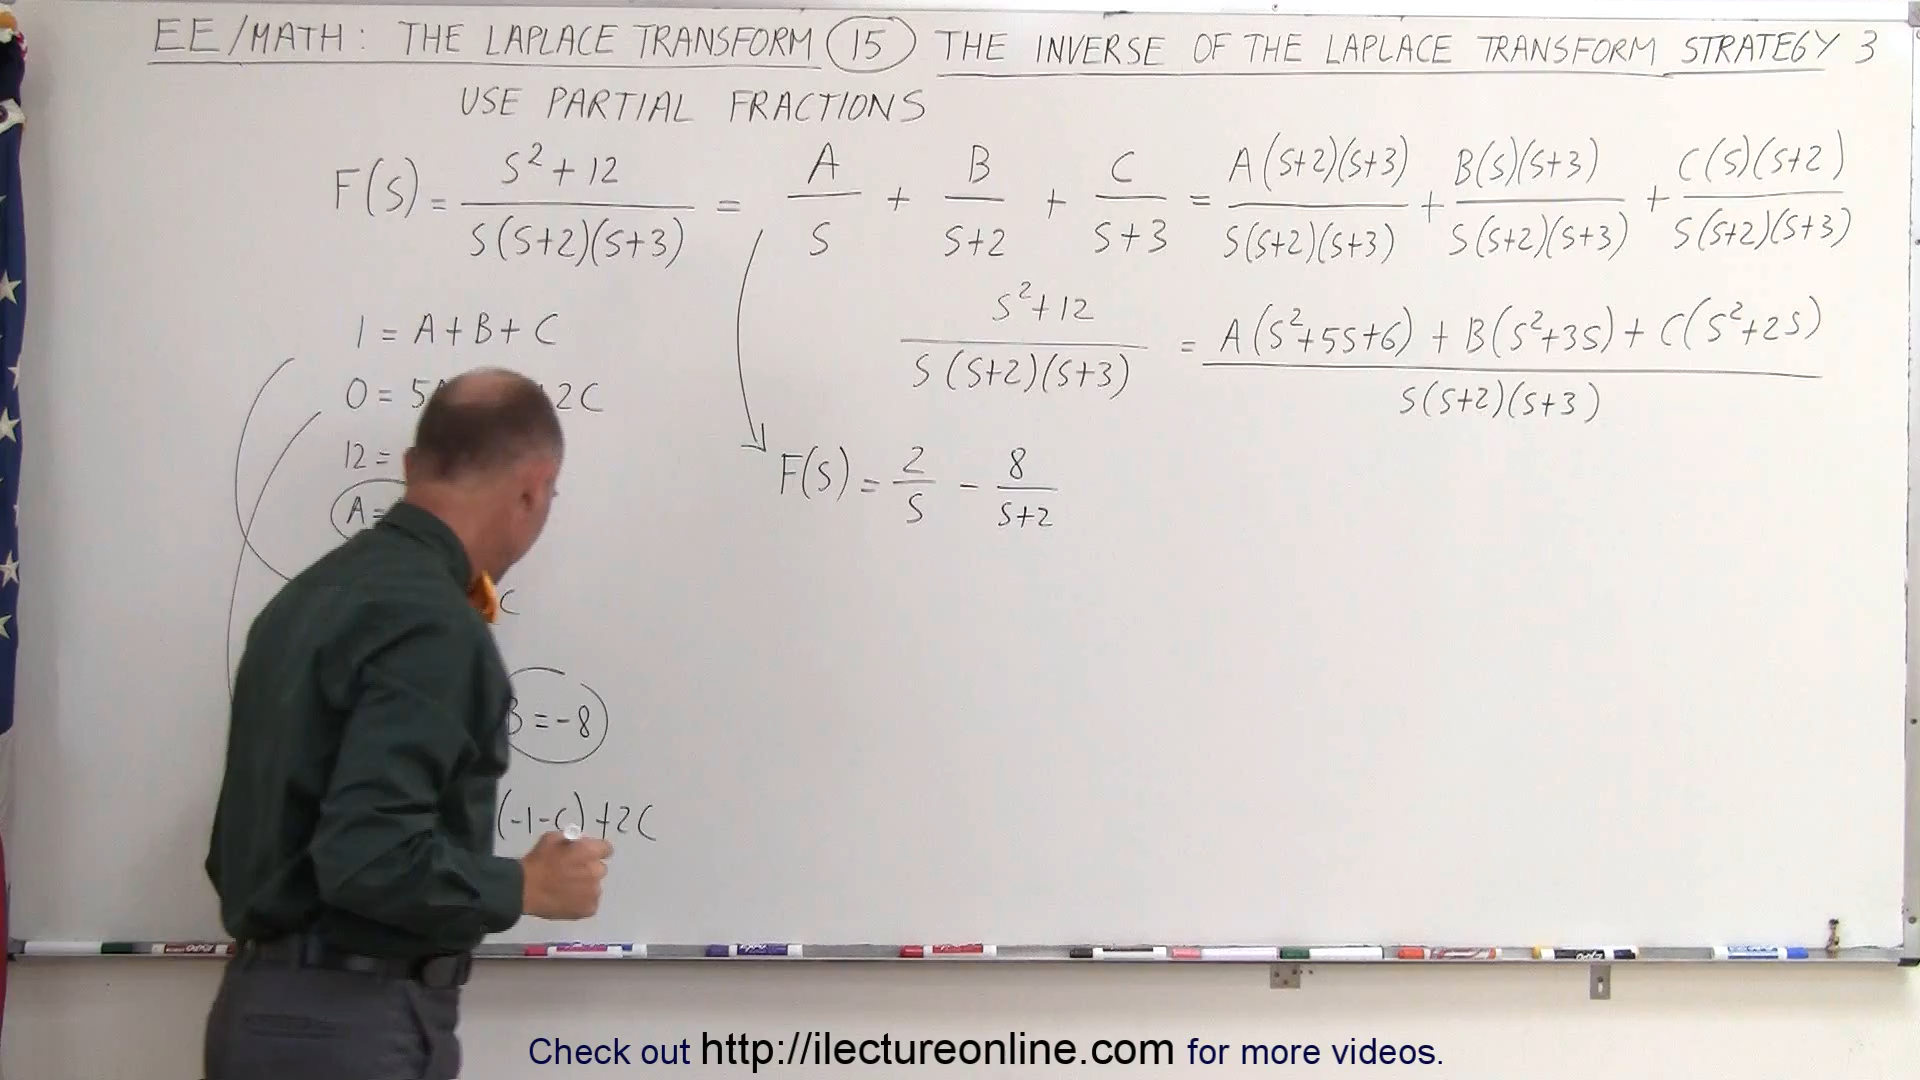 EE/MATH: THE LAPLACE TRANSFORM 15 THE INVERSE OF THE LAPLACE TRANSFORM STRATEGY 3
USE PARTIAL FRACTIONS
F(s) = (s² + 12) / (s(s+2)(s+3)) = A/s + B/(s+2) + C/(s+3) = A(s+2)(s+3) / (s(s+2)(s+3)) + B(s)(s+3) / (s(s+2)(s+3)) + C(s)(s+2) / (s(s+2)(s+3))
(s²+12) / (s(s+2)(s+3)) = (A(s²+5s+6) + B(s²+3s) + C(s²+2s)) / (s(s+2)(s+3))
1 = A + B + C
0 = 5 2C
12 =
A =
C
B = -8
(-1-C) + 2C
F(s) = 2/s - 8/(s+2)
Check out http://ilectureonline.com for more videos.